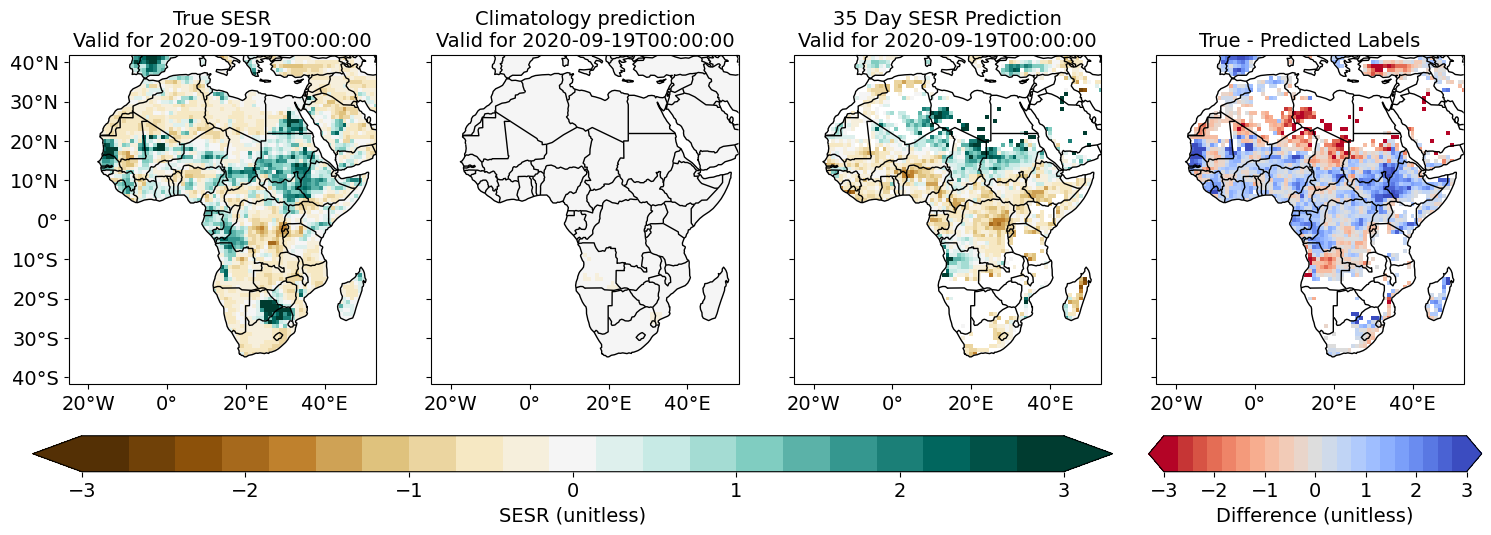 True SESR
Valid for 2020-09-19T00:00:00
Climatology prediction
Valid for 2020-09-19T00:00:00
35 Day SESR Prediction
Valid for 2020-09-19T00:00:00
True - Predicted Labels
40°N
30°N
20°N
10°N
0°
10°S
20°S
30°S
40°S
20°W 0° 20°E 40°E
20°W 0° 20°E 40°E
20°W 0° 20°E 40°E
20°W 0° 20°E 40°E
−3 −2 −1 0 1 2 3
SESR (unitless)
−3 −2 −1 0 1 2 3
Difference (unitless)